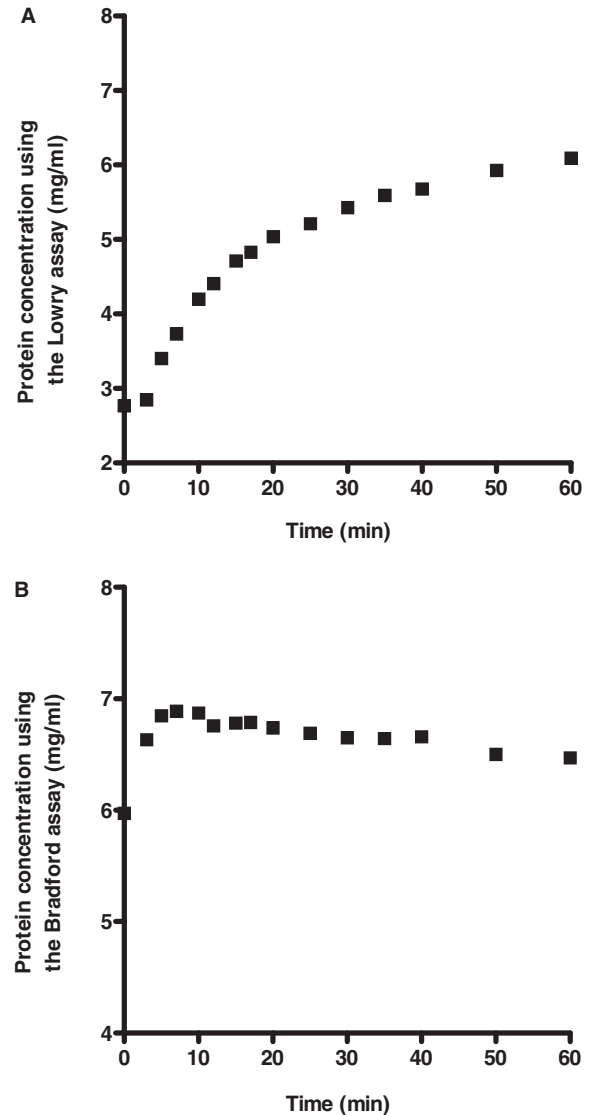 A
8
7
6
5
4
3
2
Protein concentration using
the Lowry assay (mg/ml)
0 10 20 30 40 50 60
Time (min)
B
8
7
6
5
4
Protein concentration using
the Bradford assay (mg/ml)
0 10 20 30 40 50 60
Time (min)